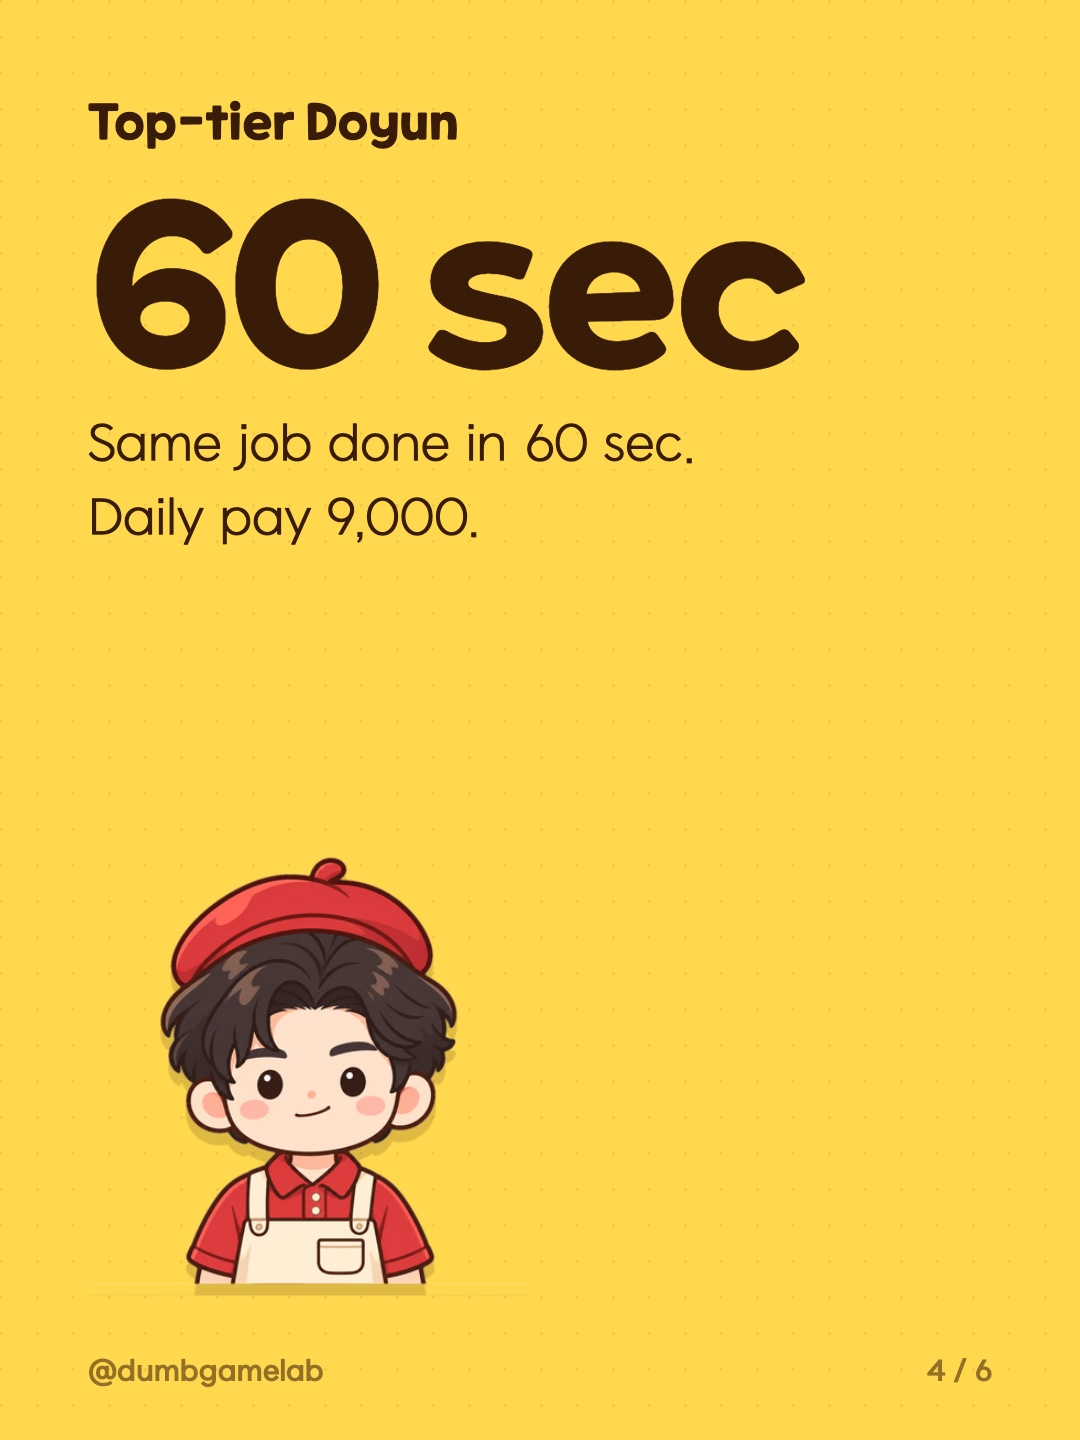 Top-tier Doyun
60 sec
Same job done in 60 sec.
Daily pay 9,000.
@dumbgamelab
4 / 6